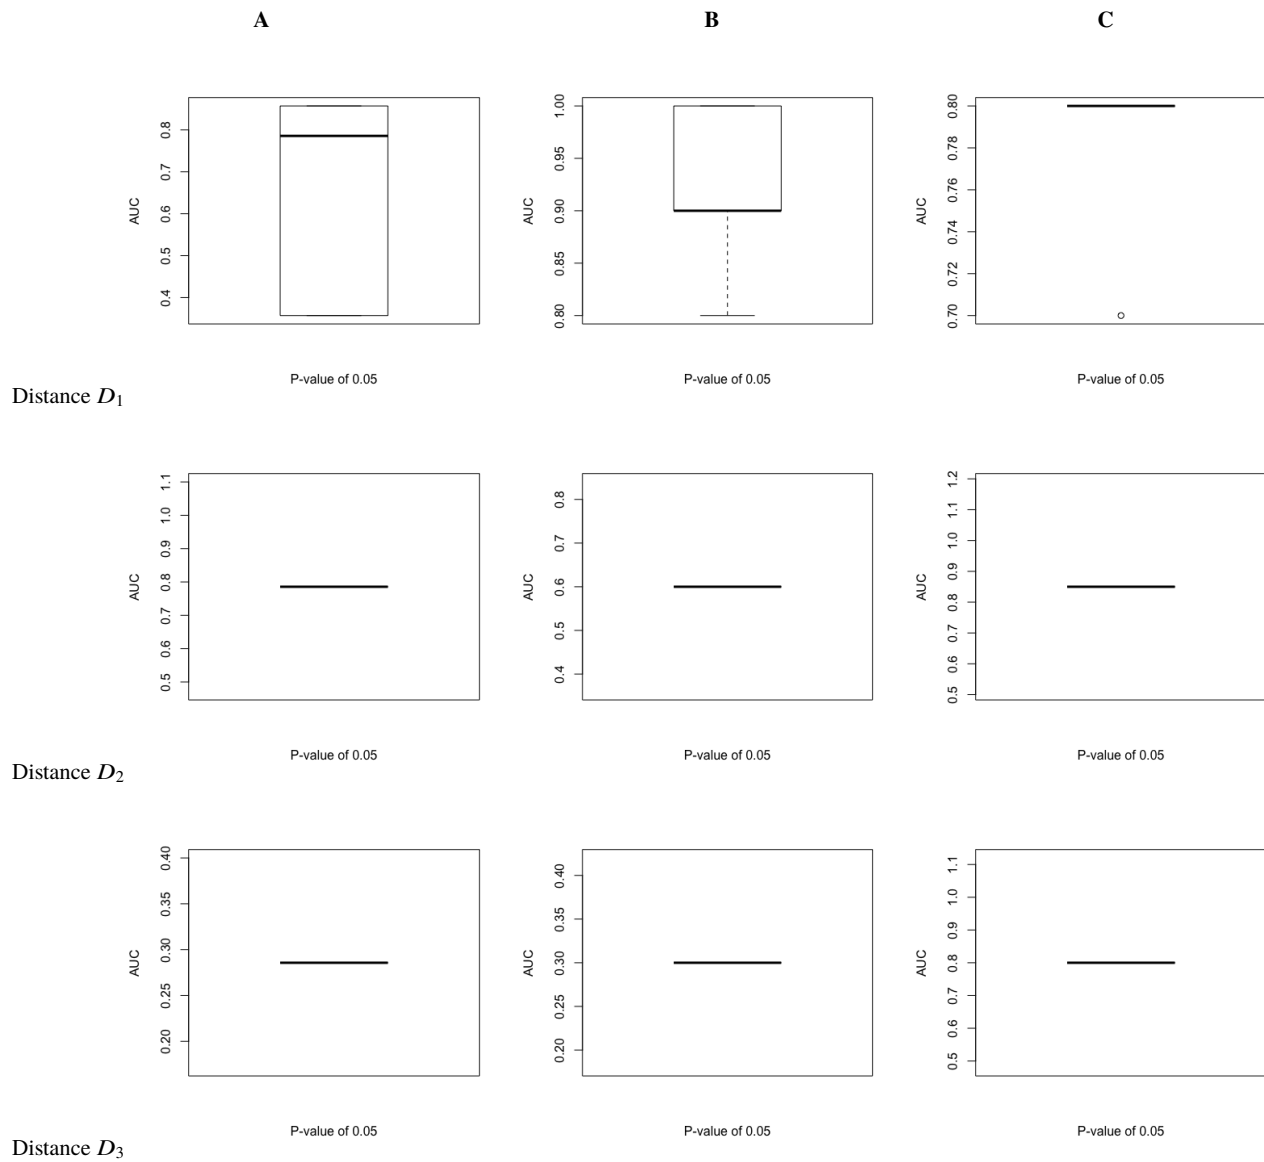 A B C
AUC 0.4 0.5 0.6 0.7 0.8
AUC 0.80 0.85 0.90 0.95 1.00
AUC 0.70 0.72 0.74 0.76 0.78 0.80
P-value of 0.05 P-value of 0.05 P-value of 0.05
Distance D1
AUC 0.5 0.6 0.7 0.8 0.9 1.0 1.1
AUC 0.4 0.5 0.6 0.7 0.8
AUC 0.5 0.6 0.7 0.8 0.9 1.0 1.1 1.2
P-value of 0.05 P-value of 0.05 P-value of 0.05
Distance D2
AUC 0.20 0.25 0.30 0.35 0.40
AUC 0.20 0.25 0.30 0.35 0.40
AUC 0.5 0.6 0.7 0.8 0.9 1.0 1.1
P-value of 0.05 P-value of 0.05 P-value of 0.05
Distance D3